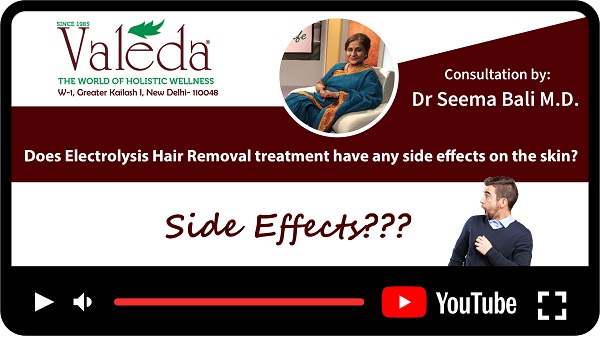 SINCE 1985
Valeda®
THE WORLD OF HOLISTIC WELLNESS
W-1, Greater Kailash I, New Delhi- 110048
Consultation by:
Dr Seema Bali M.D.
Does Electrolysis Hair Removal treatment have any side effects on the skin?
Side Effects???
YouTube